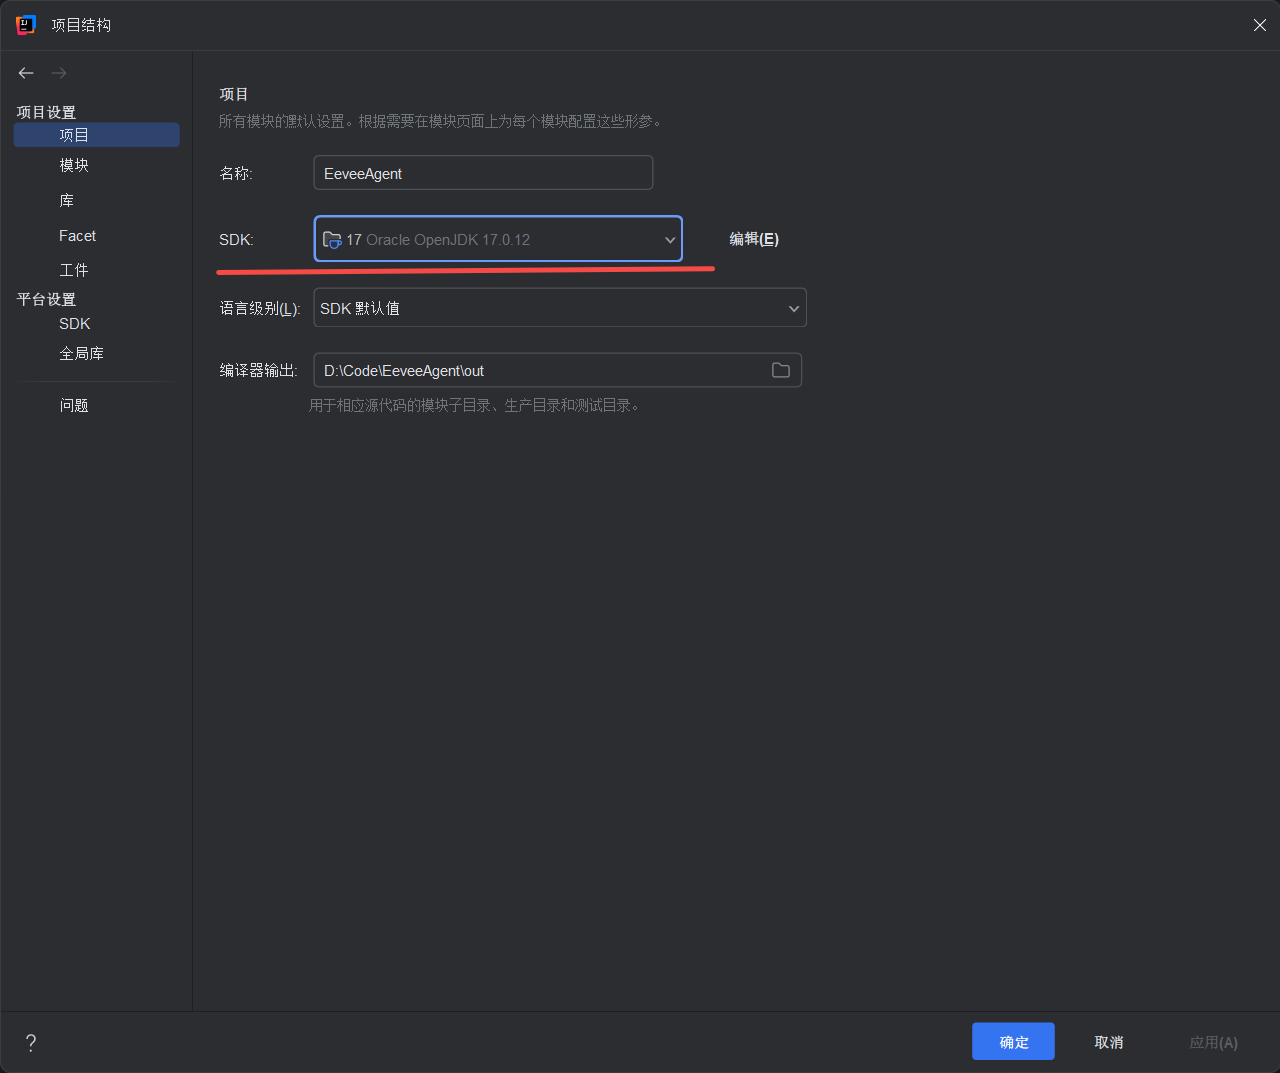 项目结构
项目设置
项目
模块
库
Facet
工件
平台设置
SDK
全局库
问题
项目
所有模块的默认设置。根据需要在模块页面上为每个模块配置这些形参。
名称: EeveeAgent
SDK: 17 Oracle OpenJDK 17.0.12 编辑(E)
语言级别(L): SDK 默认值
编译器输出: D:\Code\EeveeAgent\out
用于相应源代码的模块子目录、生产目录和测试目录。
? 确定 取消 应用(A)